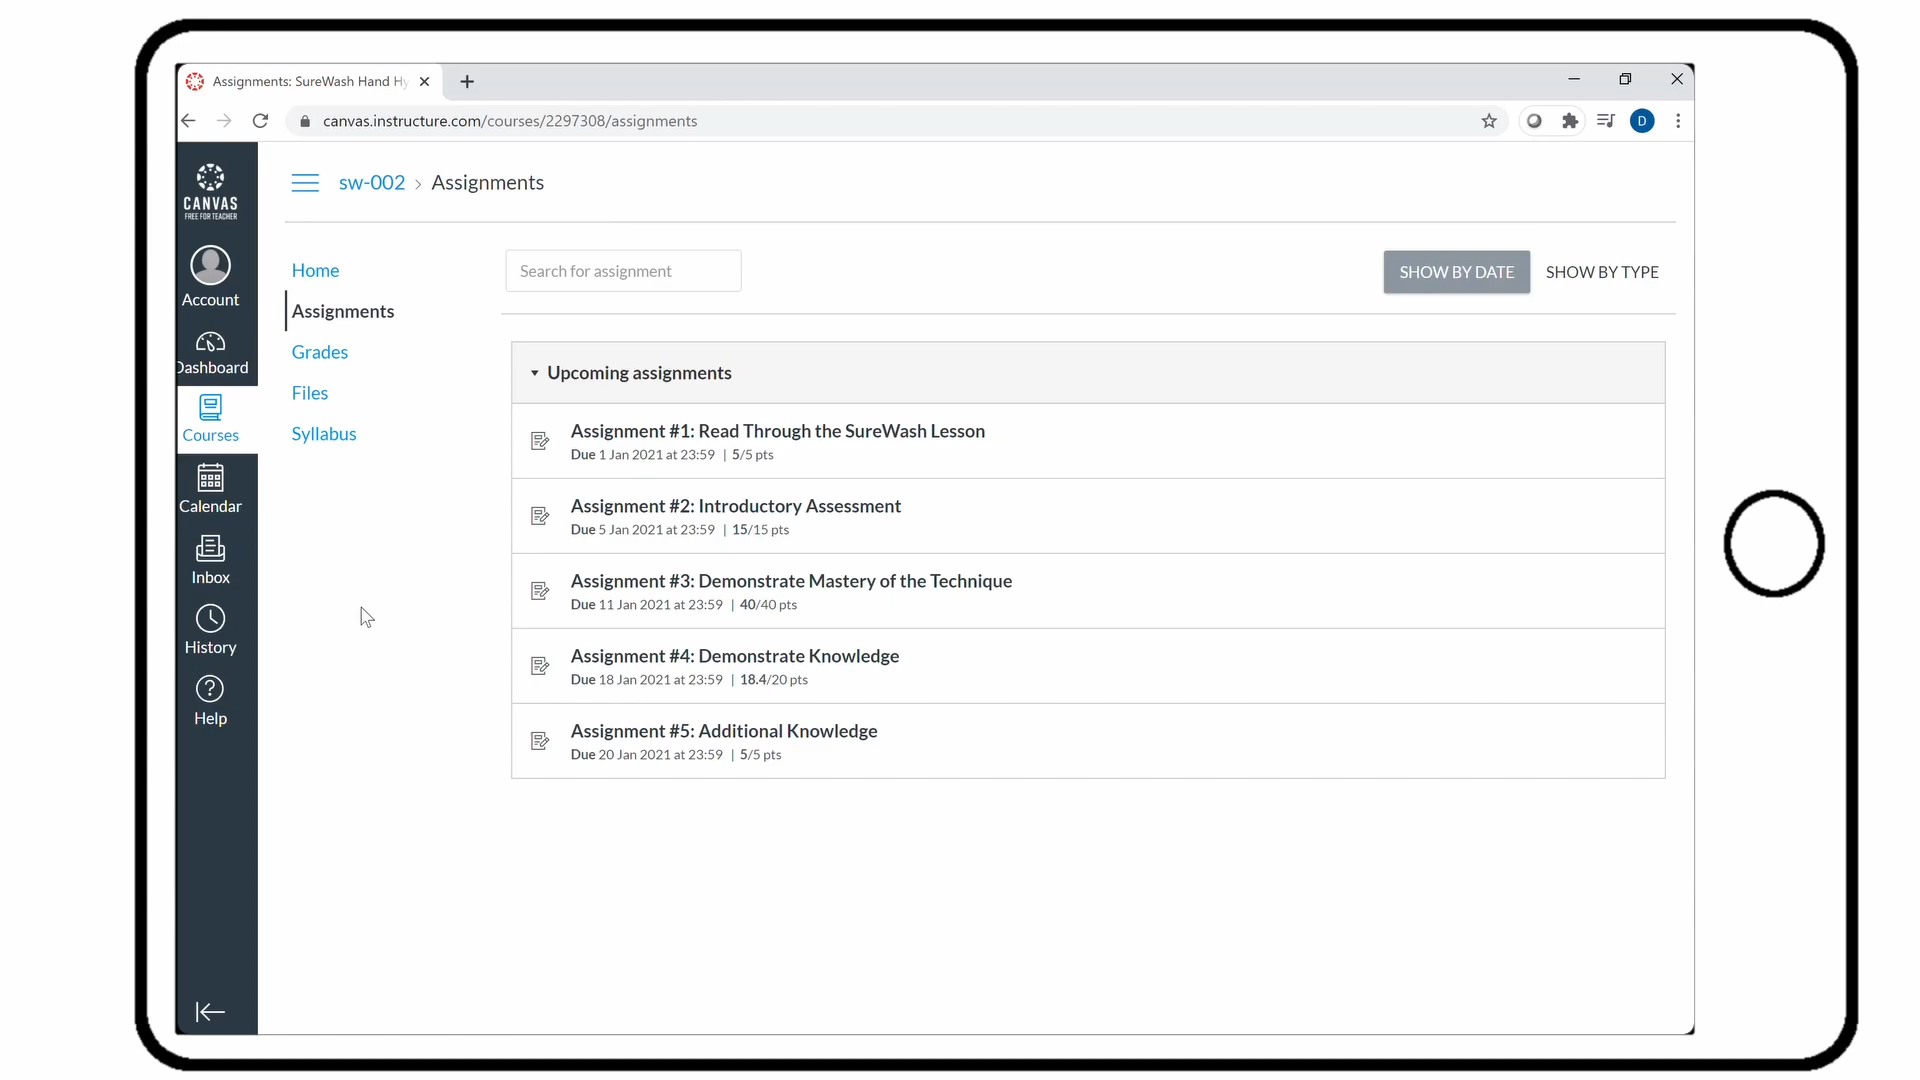 Assignments: SureWash Hand Hy
canvas.instructure.com/courses/2297308/assignments
D
CANVAS
FREE FOR TEACHER
Account
Dashboard
Courses
Calendar
Inbox
History
Help
sw-002 > Assignments
Home
Assignments
Grades
Files
Syllabus
Search for assignment
SHOW BY DATE
SHOW BY TYPE
Upcoming assignments
Assignment #1: Read Through the SureWash Lesson
Due 1 Jan 2021 at 23:59 | 5/5 pts
Assignment #2: Introductory Assessment
Due 5 Jan 2021 at 23:59 | 15/15 pts
Assignment #3: Demonstrate Mastery of the Technique
Due 11 Jan 2021 at 23:59 | 40/40 pts
Assignment #4: Demonstrate Knowledge
Due 18 Jan 2021 at 23:59 | 18.4/20 pts
Assignment #5: Additional Knowledge
Due 20 Jan 2021 at 23:59 | 5/5 pts